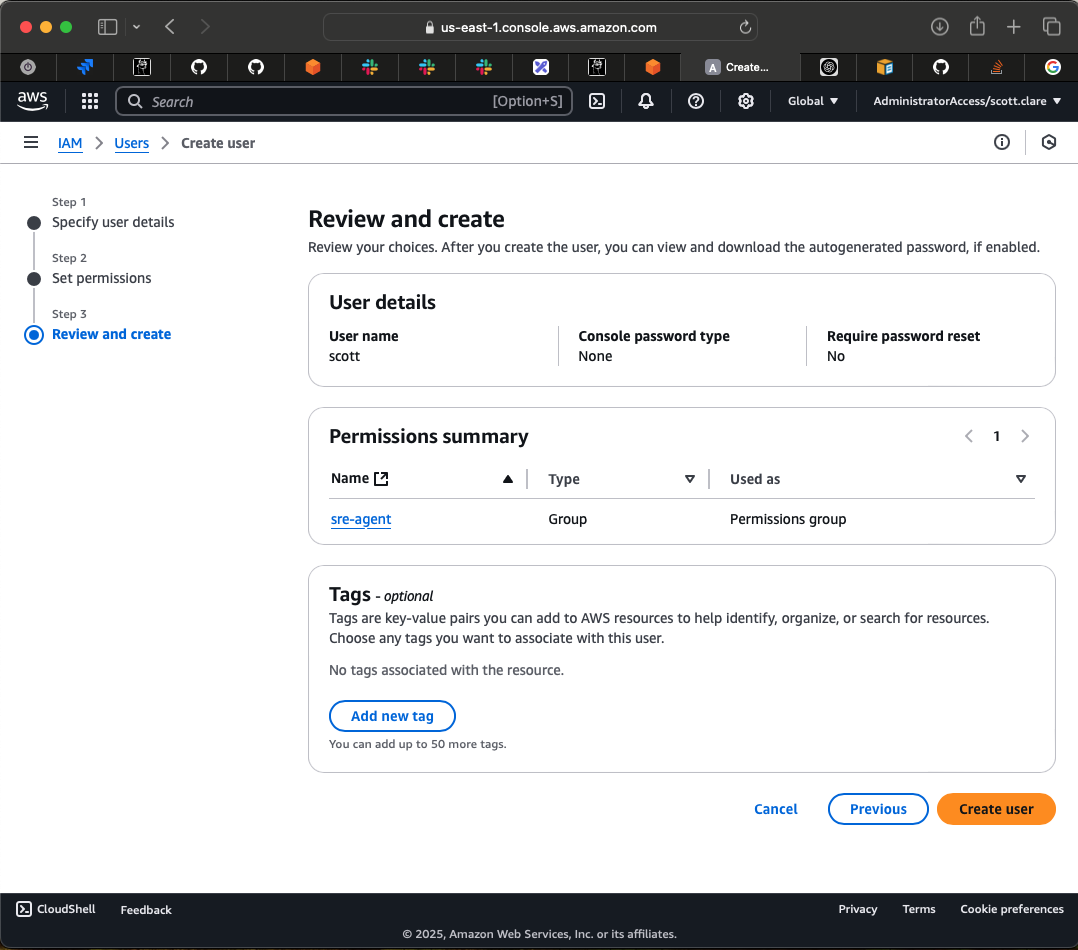 us-east-1.console.aws.amazon.com
A Create...
aws
Search [Option+S]
Global
AdministratorAccess/scott.clare
IAM
Users
Create user
Step 1
Specify user details
Step 2
Set permissions
Step 3
Review and create
Review and create
Review your choices. After you create the user, you can view and download the autogenerated password, if enabled.
User details
User name
scott
Console password type
None
Require password reset
No
Permissions summary
1
Name Type Used as
sre-agent Group Permissions group
Tags - optional
Tags are key-value pairs you can add to AWS resources to help identify, organize, or search for resources.
Choose any tags you want to associate with this user.
No tags associated with the resource.
Add new tag
You can add up to 50 more tags.
Cancel Previous Create user
CloudShell Feedback Privacy Terms Cookie preferences
© 2025, Amazon Web Services, Inc. or its affiliates.